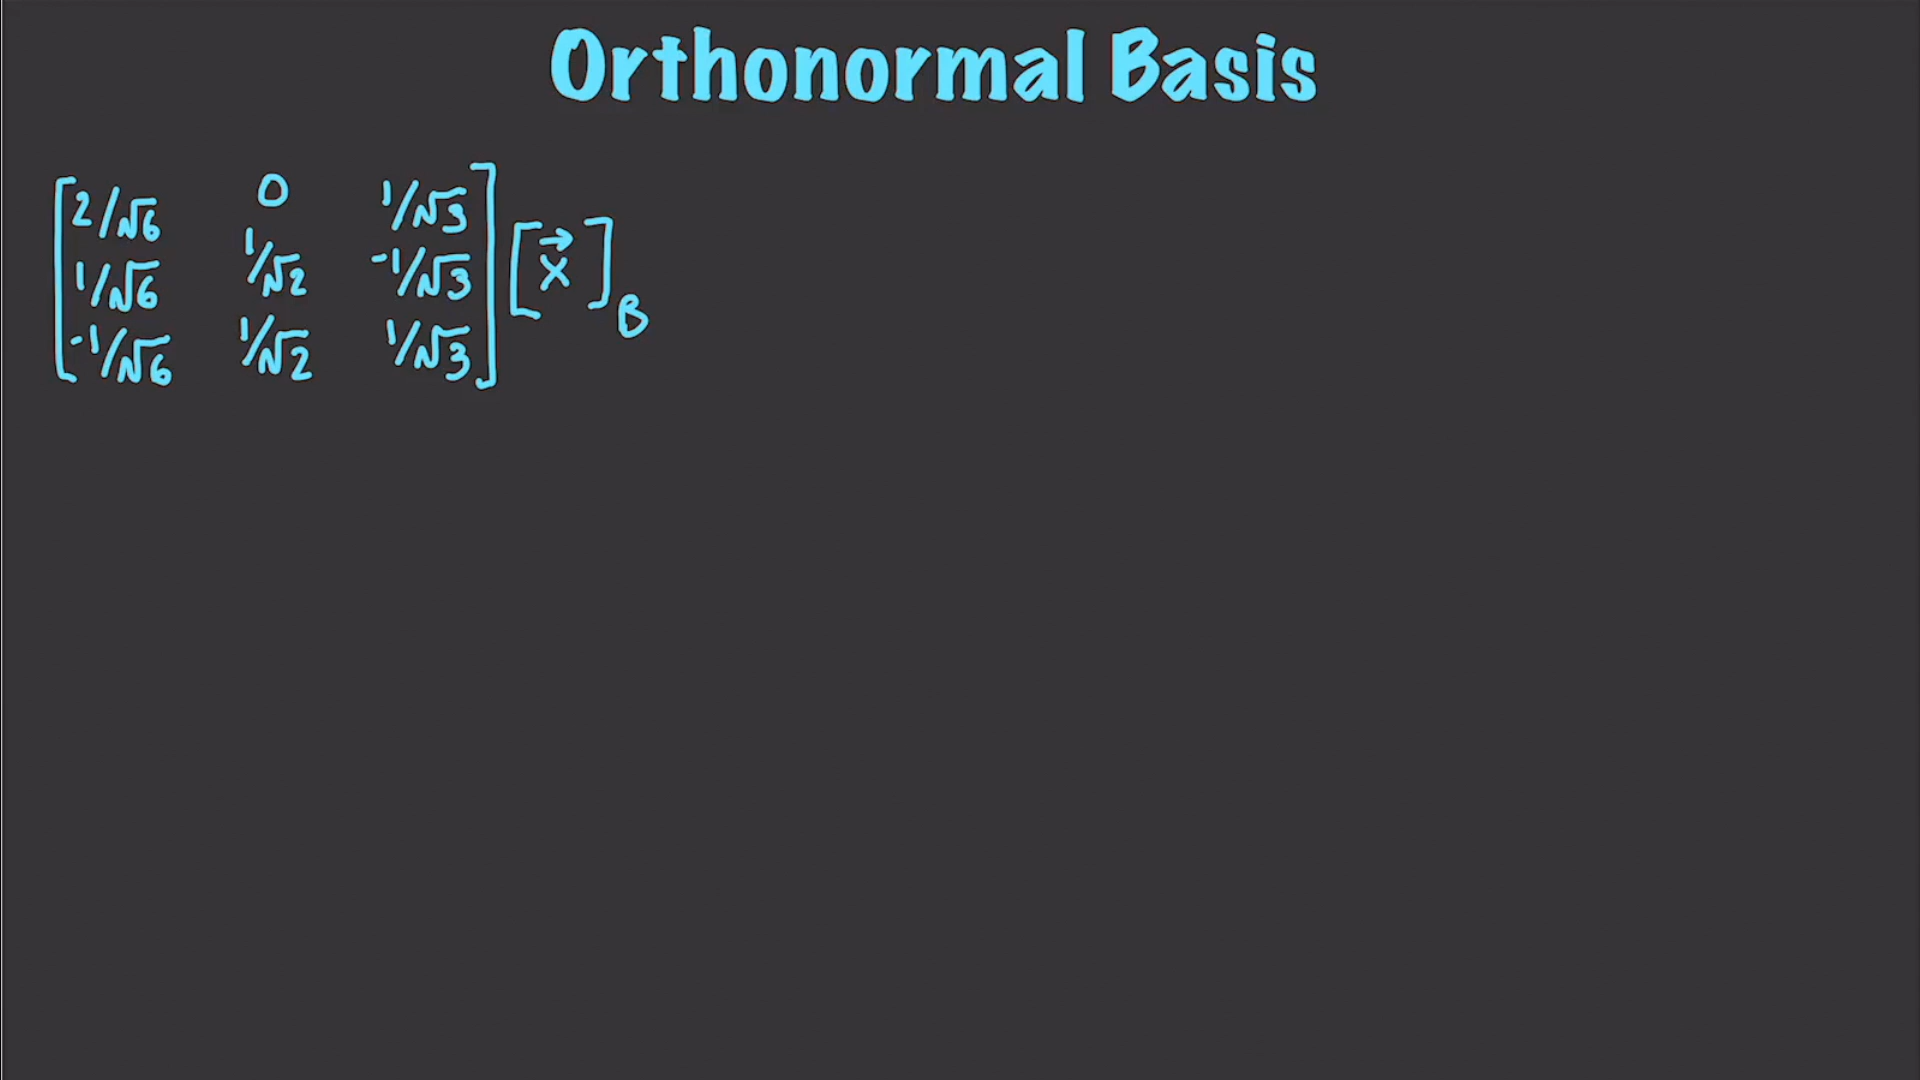 Orthonormal Basis
[2/√6 0 1/√3
1/√6 1/√2 -1/√3
-1/√6 1/√2 1/√3] [x⃗]B